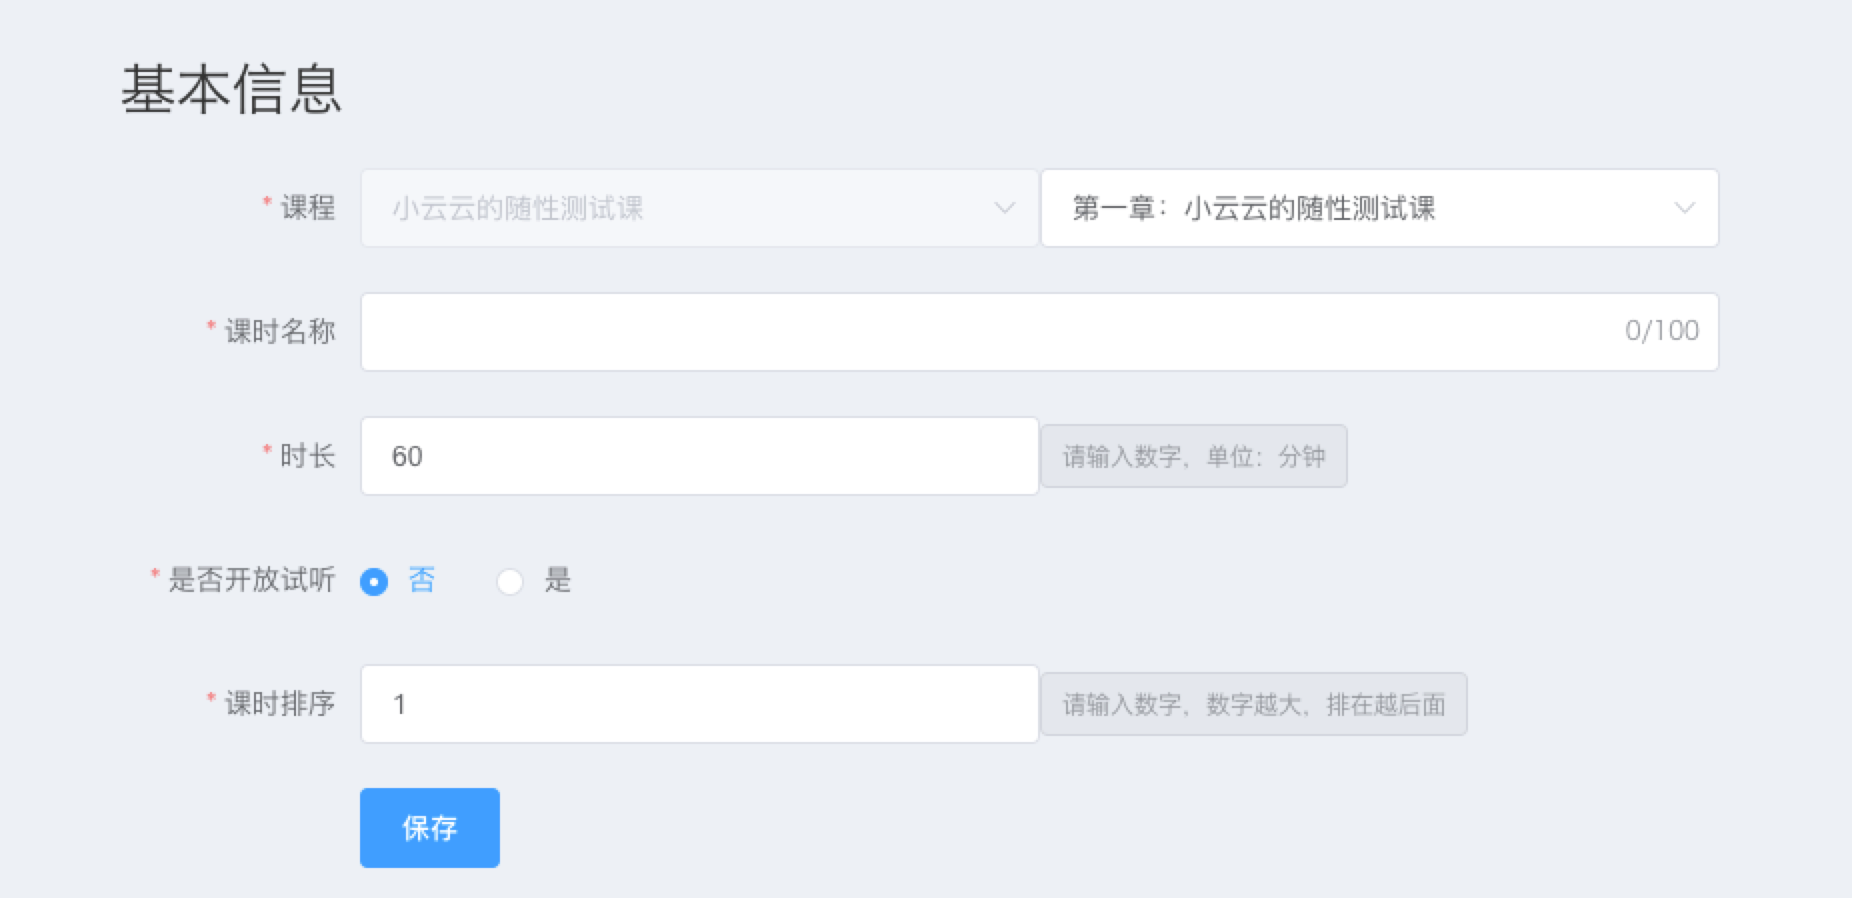 基本信息
* 课程 小云云的随性测试课 第一章：小云云的随性测试课
* 课时名称 0/100
* 时长 60 请输入数字，单位：分钟
* 是否开放试听 否 是
* 课时排序 1 请输入数字，数字越大，排在越后面
保存